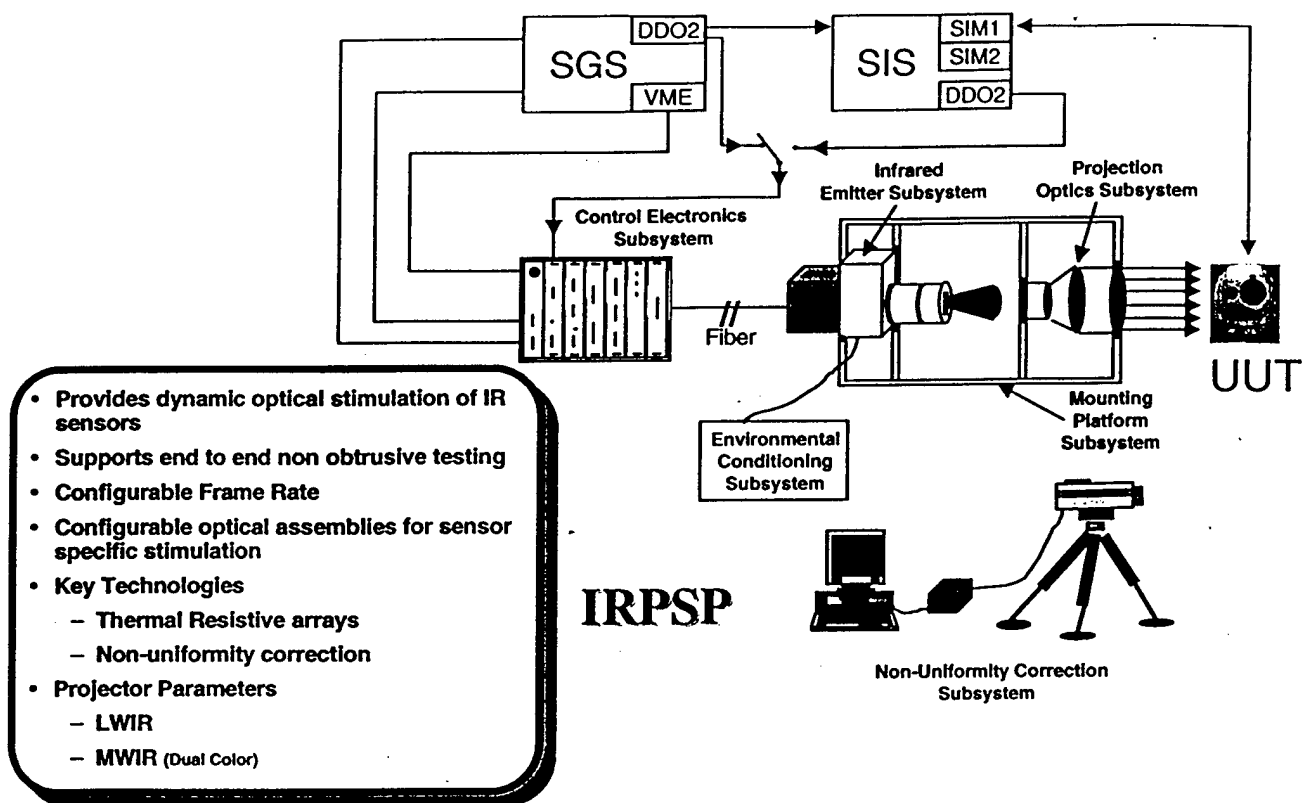 DDO2
SGS
VME
SIM1
SIM2
SIS
DDO2
Infrared
Emitter Subsystem
Projection
Optics Subsystem
Control Electronics
Subsystem
Fiber
UUT
Mounting
Platform
Subsystem
Environmental
Conditioning
Subsystem
• Provides dynamic optical stimulation of IR
sensors
• Supports end to end non obtrusive testing
• Configurable Frame Rate
• Configurable optical assemblies for sensor
specific stimulation
• Key Technologies
– Thermal Resistive arrays
– Non-uniformity correction
• Projector Parameters
– LWIR
– MWIR (Dual Color)
IRPSP
Non-Uniformity Correction
Subsystem